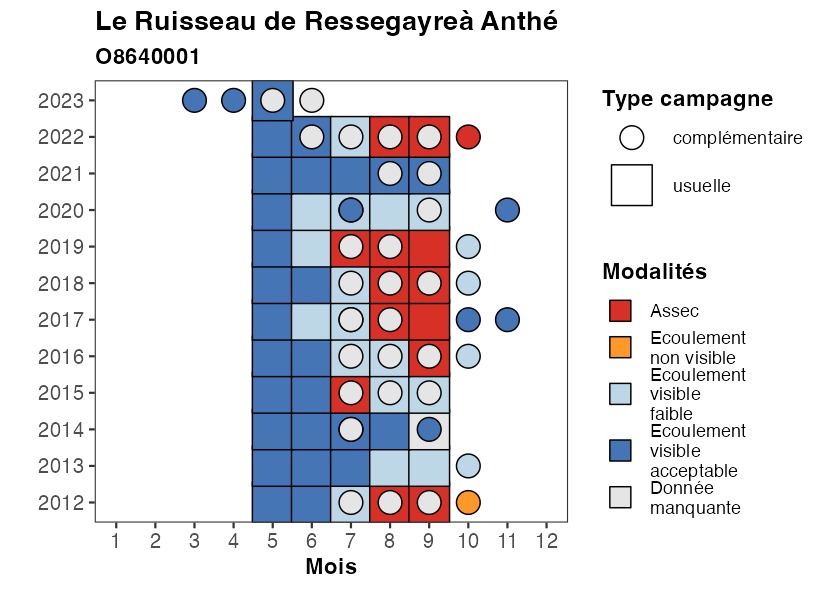 Le Ruisseau de Ressegayreà Anthé
O8640001
2023
2022
2021
2020
2019
2018
2017
2016
2015
2014
2013
2012
1 2 3 4 5 6 7 8 9 10 11 12
Mois
Type campagne
complémentaire
usuelle
Modalités
Assec
Ecoulement
non visible
Ecoulement
visible
faible
Ecoulement
visible
acceptable
Donnée
manquante